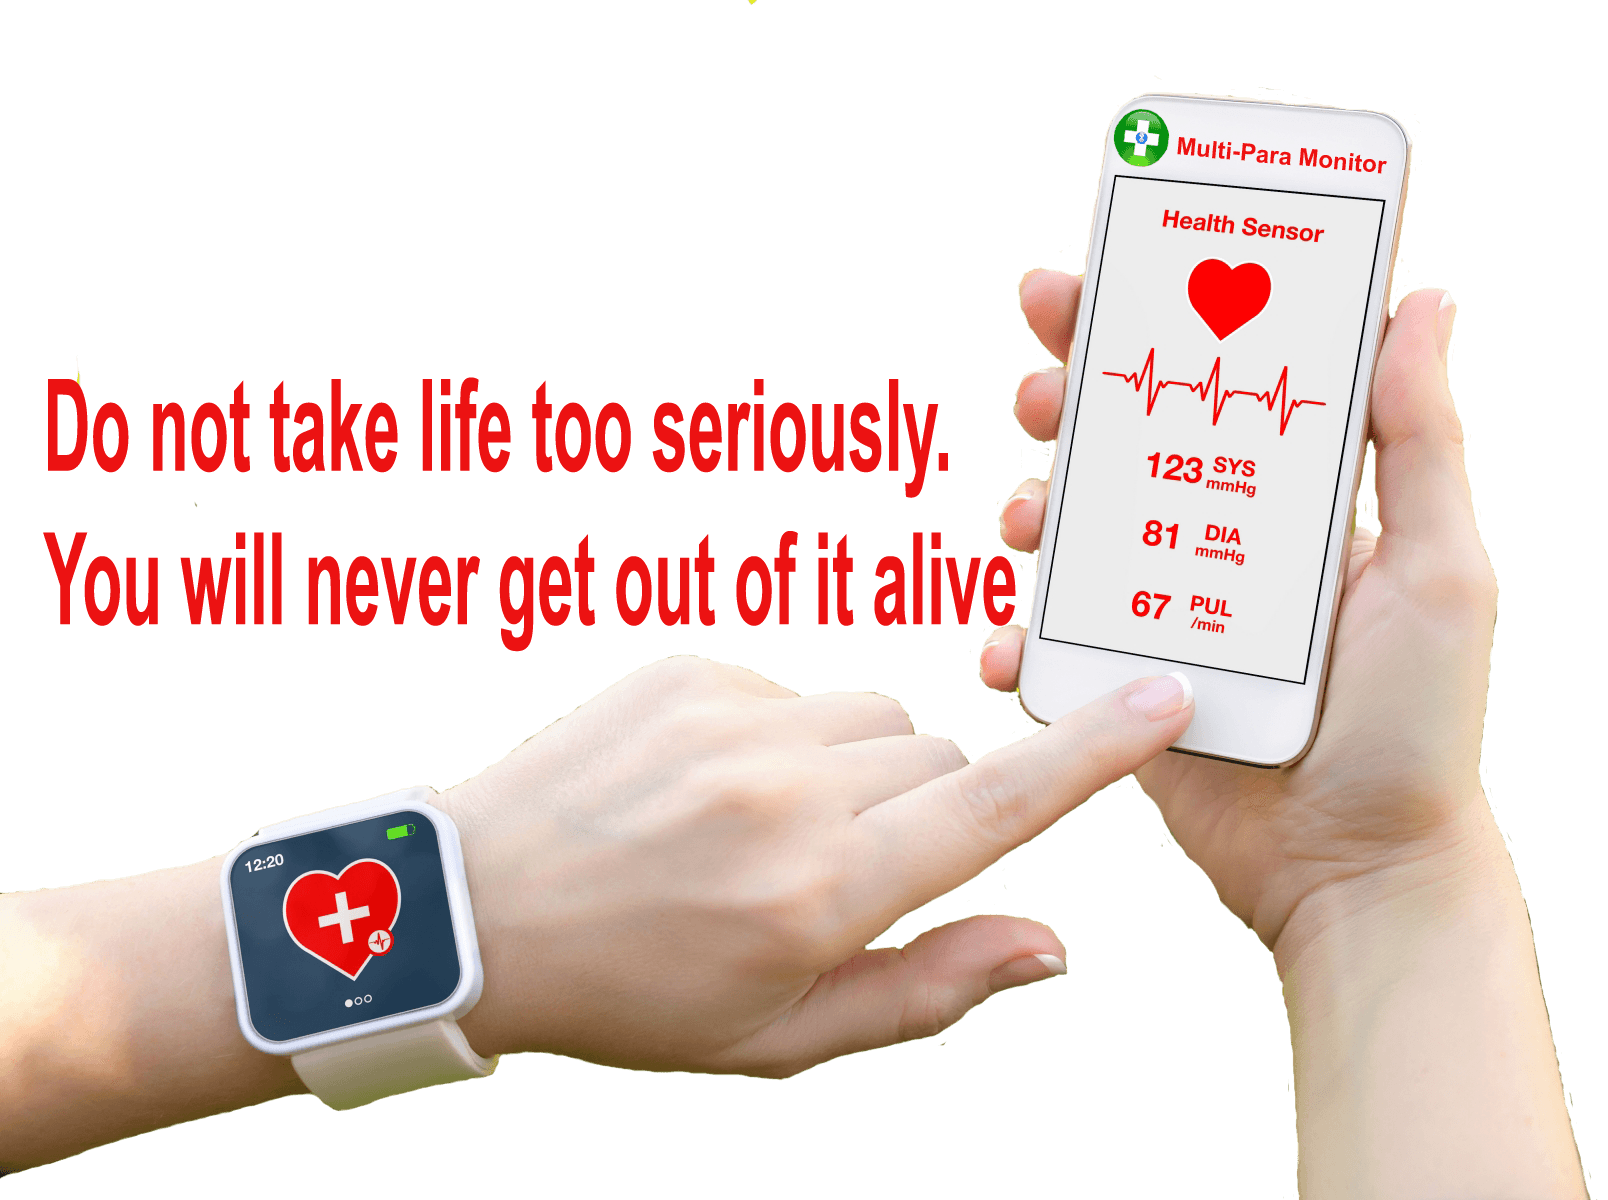 Do not take life too seriously.
You will never get out of it alive
Multi-Para Monitor
Health Sensor
123 SYS
mmHg
81 DIA
mmHg
67 PUL
/min
12:20